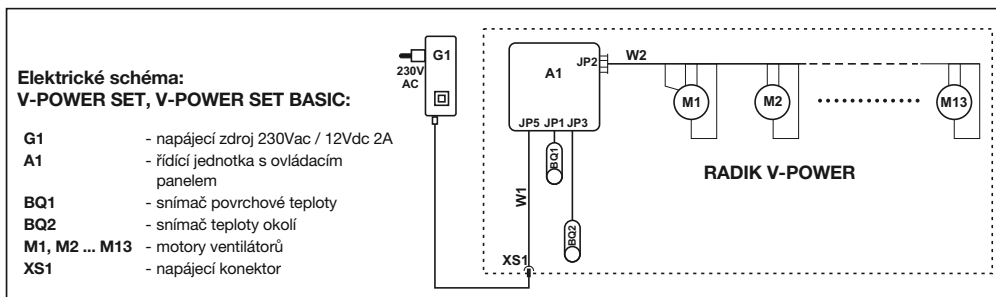 Elektrické schéma:
V-POWER SET, V-POWER SET BASIC:
G1 - napájecí zdroj 230Vac / 12Vdc 2A
A1 - řídící jednotka s ovládacím
panelem
BQ1 - snímač povrchové teploty
BQ2 - snímač teploty okolí
M1, M2 ... M13 - motory ventilátorů
XS1 - napájecí konektor
G1
230V
AC
A1
JP2
W2
JP5 JP1 JP3
BQ1
BQ2
W1
XS1
M1
M2
M13
RADIK V-POWER